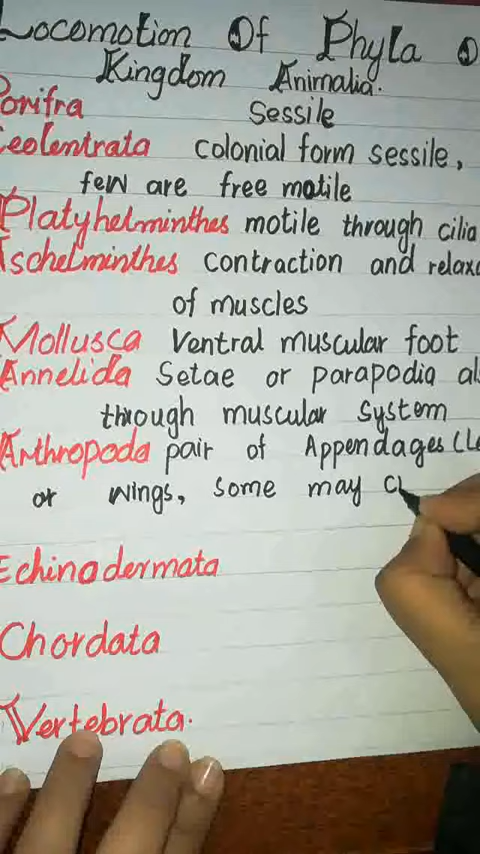 Locomotion Of Phyla O
Kingdom Animalia.
Porifra Sessile
Ceolentrata colonial form sessile,
few are free motile
Platyhelminthes motile through cilia
Aschelminthes contraction and relaxa
of muscles
Mollusca Ventral muscular foot
Annelida Setae or parapodia al
through muscular System
Arthropoda pair of Appendages (Le
or wings, some may c
Echinodermata
Chordata
Vertebrata.